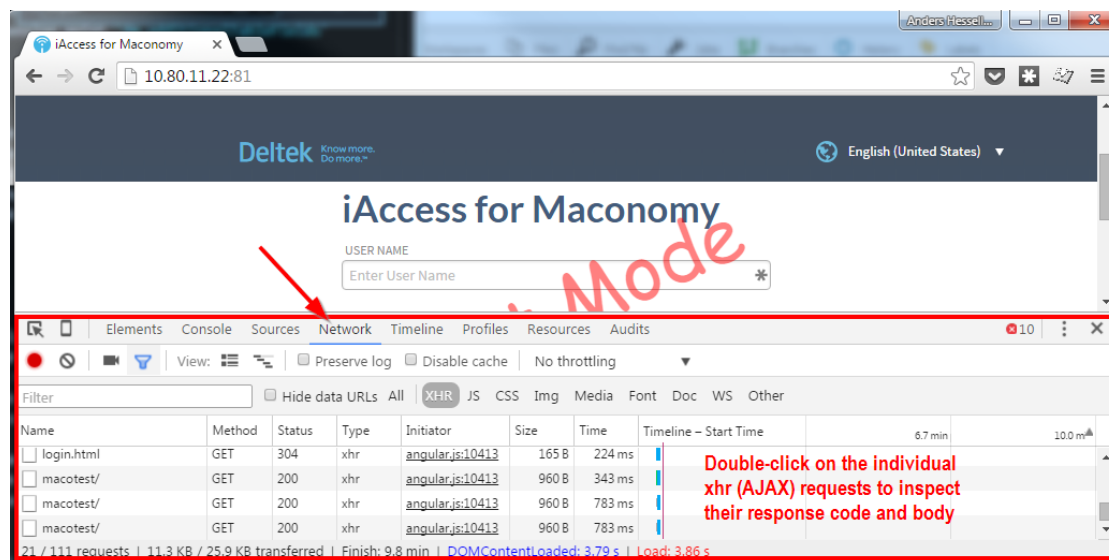 Anders Hessell...
iAccess for Maconomy
10.80.11.22:81
Deltek Know more. Do more.™
English (United States)
iAccess for Maconomy
USER NAME
Enter User Name
Mode
Elements Console Sources Network Timeline Profiles Resources Audits 10
View: Preserve log Disable cache No throttling
Filter Hide data URLs All XHR JS CSS Img Media Font Doc WS Other
Name Method Status Type Initiator Size Time Timeline – Start Time 6.7 min 10.0 m
login.html GET 304 xhr angular.js:10413 165 B 224 ms
macotest/ GET 200 xhr angular.js:10413 960 B 343 ms
macotest/ GET 200 xhr angular.js:10413 960 B 783 ms
macotest/ GET 200 xhr angular.js:10413 960 B 783 ms
Double-click on the individual
xhr (AJAX) requests to inspect
their response code and body
21 / 111 requests | 11.3 KB / 25.9 KB transferred | Finish: 9.8 min | DOMContentLoaded: 3.79 s | Load: 3.86 s